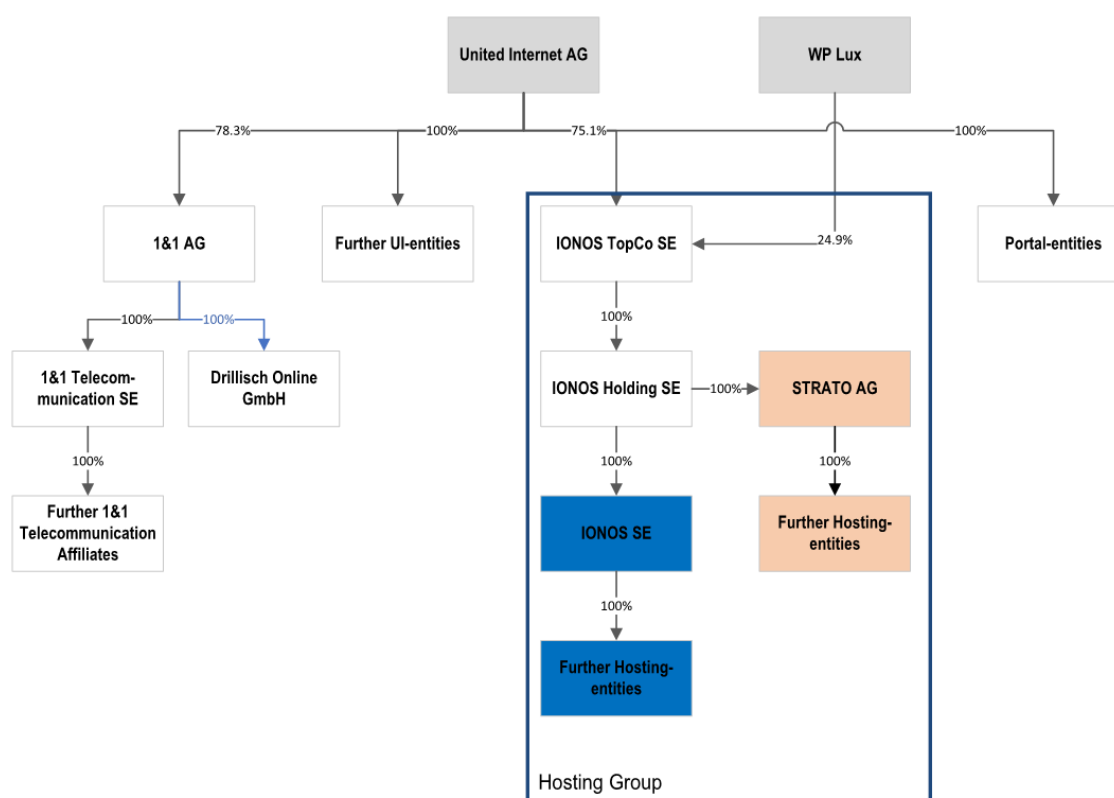 United Internet AG
WP Lux
78.3%
100%
75.1%
100%
1&1 AG
Further UI-entities
IONOS TopCo SE
24.9%
Portal-entities
100%
100%
100%
1&1 Telecom-
munication SE
Drillisch Online
GmbH
IONOS Holding SE
100%
STRATO AG
100%
100%
100%
Further 1&1
Telecommunication
Affiliates
IONOS SE
Further Hosting-
entities
100%
Further Hosting-
entities
Hosting Group